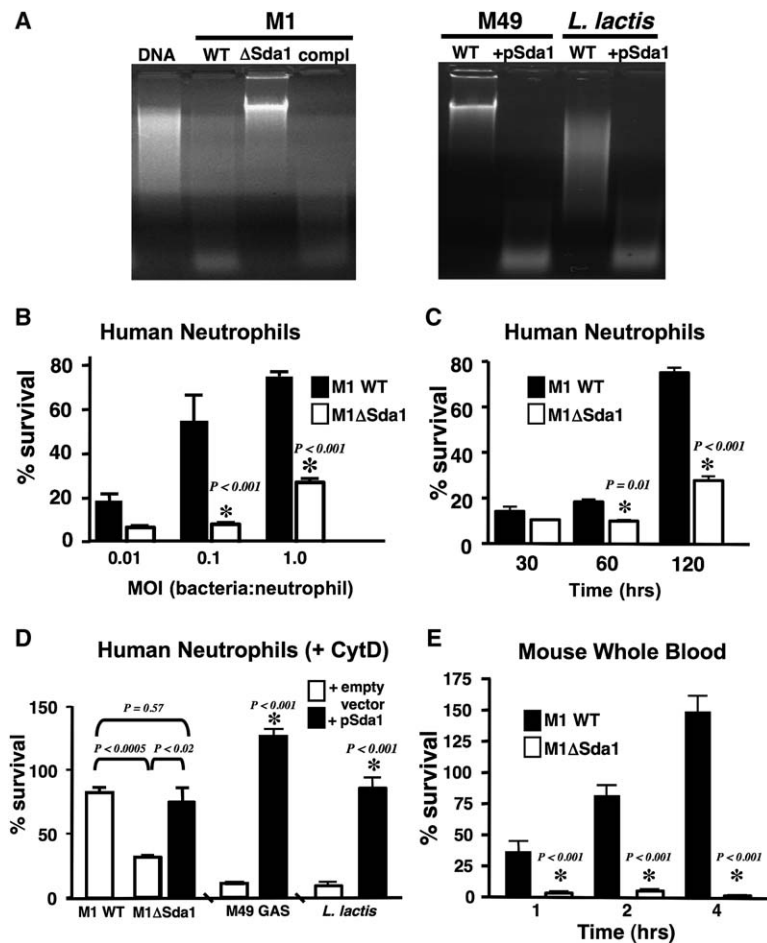 A
M1
DNA WT ΔSda1 compl
M49 L. lactis
WT +pSda1 WT +pSda1
B
Human Neutrophils
% survival
80
60
40
20
0
M1 WT
M1ΔSda1
P < 0.001
*
P < 0.001
*
0.01 0.1 1.0
MOI (bacteria:neutrophil)
C
Human Neutrophils
% survival
80
60
40
20
0
M1 WT
M1ΔSda1
P = 0.01
*
P < 0.001
*
30 60 120
Time (hrs)
D
Human Neutrophils (+ CytD)
% survival
150
100
50
0
+ empty
vector
+ pSda1
P = 0.57
P < 0.0005 P < 0.02
P < 0.001
*
P < 0.001
*
M1 WT M1ΔSda1 M49 GAS L. lactis
E
Mouse Whole Blood
% survival
175
150
125
100
75
50
25
0
M1 WT
M1ΔSda1
P < 0.001
*
P < 0.001
*
P < 0.001
*
1 2 4
Time (hrs)